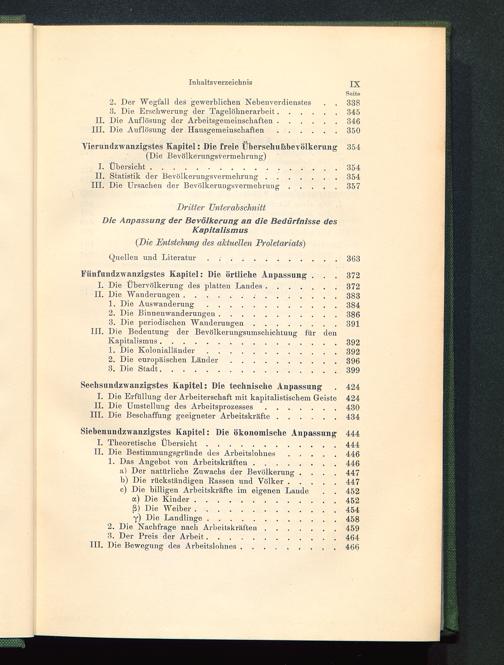 Inhaltsverzeichnis IX
Seite
2. Der Wegfall des gewerblichen Nebenverdienstes . . 338
3. Die Erschwerung der Tagelöhnerarbeit . . . . . . 345
II. Die Auflösung der Arbeitsgemeinschaften . . . . . . 346
III. Die Auflösung der Hausgemeinschaften . . . . . . 350
Vierundzwanzigstes Kapitel: Die freie Überschußbevölkerung 354
(Die Bevölkerungsvermehrung)
I. Übersicht . . . . . . . . . . . . . . . . 354
II. Statistik der Bevölkerungsvermehrung . . . . . . . 354
III. Die Ursachen der Bevölkerungsvermehrung . . . . . . 357
Dritter Unterabschnitt
Die Anpassung der Bevölkerung an die Bedürfnisse des
Kapitalismus
(Die Entstehung des aktuellen Proletariats)
Quellen und Literatur . . . . . . . . . . . . 363
Fünfundzwanzigstes Kapitel: Die örtliche Anpassung . . . 372
I. Die Übervölkerung des platten Landes . . . . . . . 372
II. Die Wanderungen . . . . . . . . . . . . . 383
1. Die Auswanderung . . . . . . . . . . . . 384
2. Die Binnenwanderungen . . . . . . . . . . . 386
3. Die periodischen Wanderungen . . . . . . . . 391
III. Die Bedeutung der Bevölkerungsumschichtung für den
Kapitalismus . . . . . . . . . . . . . . . 392
1. Die Kolonialländer . . . . . . . . . . . . 392
2. Die europäischen Länder . . . . . . . . . . 396
3. Die Stadt . . . . . . . . . . . . . . . 399
Sechsundzwanzigstes Kapitel: Die technische Anpassung . 424
I. Die Erfüllung der Arbeiterschaft mit kapitalistischem Geiste 424
II. Die Umstellung des Arbeitsprozesses . . . . . . . 430
III. Die Beschaffung geeigneter Arbeitskräfte . . . . . . 434
Siebenundzwanzigstes Kapitel: Die ökonomische Anpassung 444
I. Theoretische Übersicht . . . . . . . . . . . 444
II. Die Bestimmungsgründe des Arbeitslohnes . . . . . . 446
1. Das Angebot von Arbeitskräften . . . . . . . . 446
a) Der natürliche Zuwachs der Bevölkerung . . . . 447
b) Die rückständigen Rassen und Völker . . . . . 447
c) Die billigen Arbeitskräfte im eigenen Lande . . 452
α) Die Kinder . . . . . . . . . . . . . 452
β) Die Weiber . . . . . . . . . . . . . 454
γ) Die Landlinge . . . . . . . . . . . . 458
2. Die Nachfrage nach Arbeitskräften . . . . . . . 459
3. Der Preis der Arbeit . . . . . . . . . . . . 464
III. Die Bewegung des Arbeitslohnes . . . . . . . . . 466